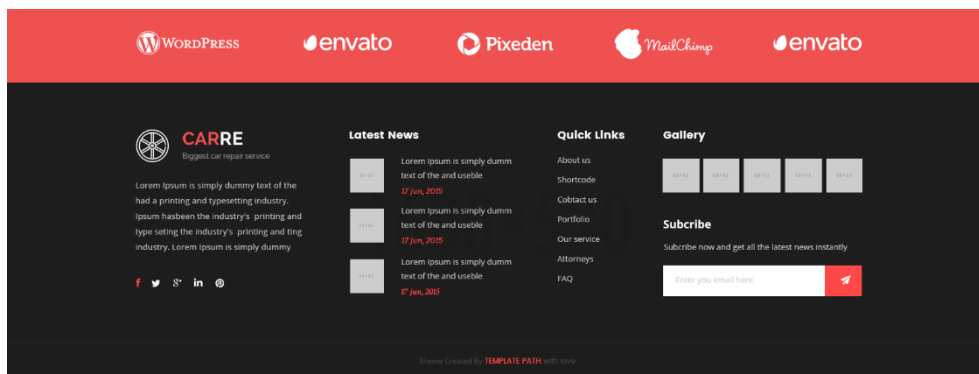 WORDPRESS
envato
Pixeden
MailChimp
envato
CARRE
Biggest car repair service
Lorem Ipsum is simply dummy text of the
had a printing and typesetting industry.
Ipsum hasbeen the industry's printing and
type seting the industry's printing and ting
industry. Lorem Ipsum is simply dummy
Latest News
Lorem Ipsum is simply dumm
text of the and useble
17 jun, 2015
Lorem Ipsum is simply dumm
text of the and useble
17 jun, 2015
Lorem Ipsum is simply dumm
text of the and useble
17 jun, 2015
Quick Links
About us
Shortcode
Cobtact us
Portfolio
Our service
Attorneys
FAQ
Gallery
Subcribe
Subcribe now and get all the latest news instantly
Enter you email here
Theme Created By TEMPLATE PATH with love